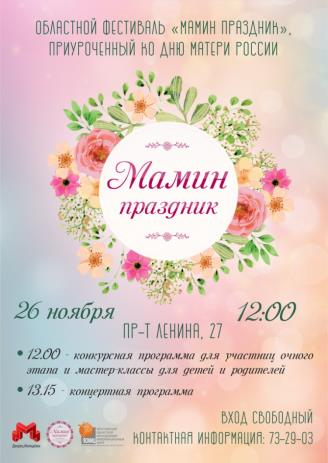 ОБЛАСТНОЙ ФЕСТИВАЛЬ «МАМИН ПРАЗДНИК»,
ПРИУРОЧЕННЫЙ КО ДНЮ МАТЕРИ РОССИИ
Мамин
праздник
26 ноября 12:00
ПР-Т ЛЕНИНА, 27
• 12.00 - конкурсная программа для участниц очного
этапа и мастер-классы для детей и родителей
• 13.15 - концертная программа
ВХОД СВОБОДНЫЙ
КОНТАКТНАЯ ИНФОРМАЦИЯ: 73-29-03